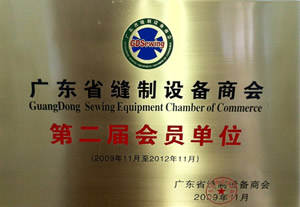 GDSewing
广东省缝制设备商会
GuangDong Sewing Equipment Chamber of Commerce
第二届会员单位
(2009年11月至2012年11月)
广东省缝制设备商会
2009年11月